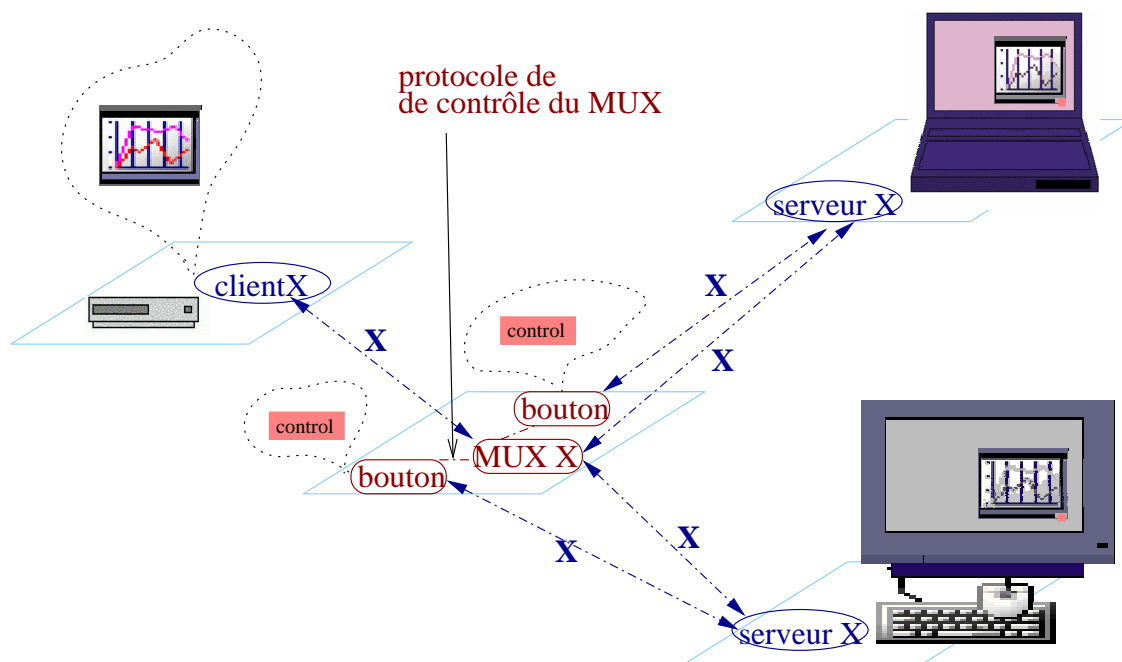 protocole de
de contrôle du MUX
serveur X
clientX
X
X
control
X
X
bouton
control
MUX X
bouton
X
X
serveur X